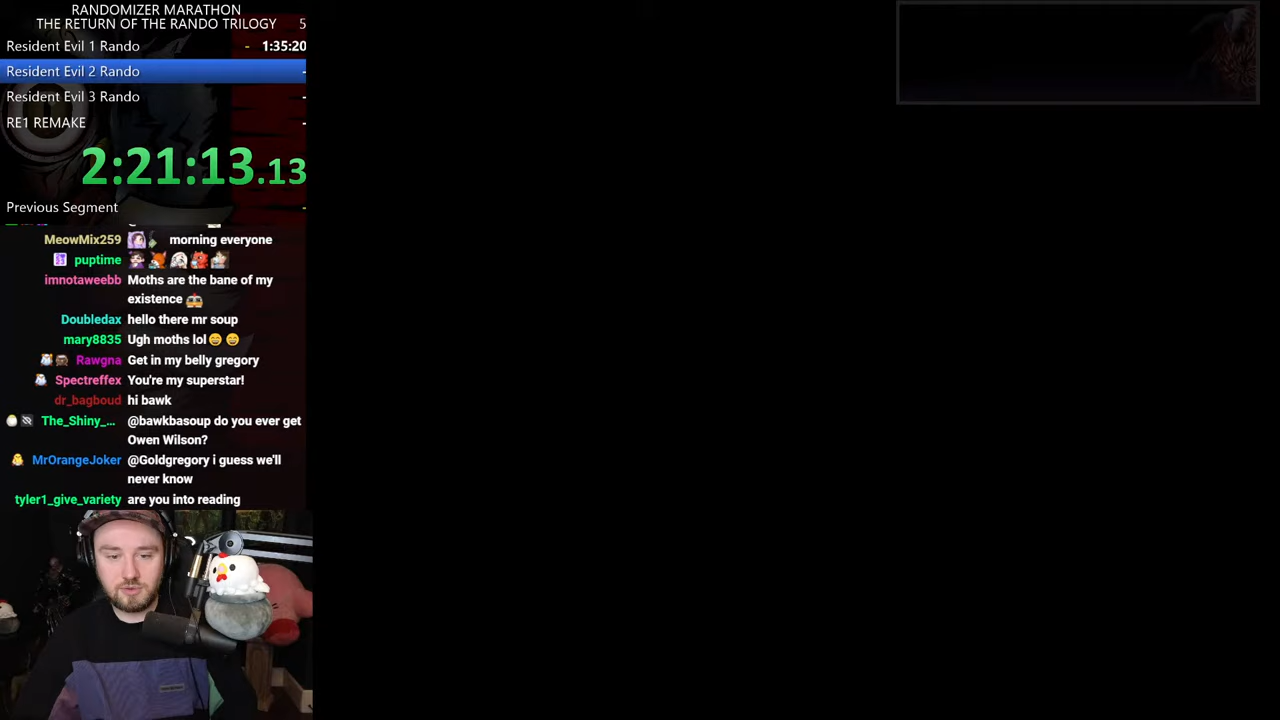 RANDOMIZER MARATHON
THE RETURN OF THE RANDO TRILOGY 5
Resident Evil 1 Rando - 1:35:20
Resident Evil 2 Rando -
Resident Evil 3 Rando -
RE1 REMAKE -
2:21:13.13
Previous Segment -
MeowMix259 morning everyone
puptime
imnotaweebb Moths are the bane of my
existence
Doubledax hello there mr soup
mary8835 Ugh moths lol
Rawgna Get in my belly gregory
Spectreffex You're my superstar!
dr_bagboud hi bawk
The_Shiny_... @bawkbasoup do you ever get
Owen Wilson?
MrOrangeJoker @Goldgregory i guess we'll
never know
tyler1_give_variety are you into reading